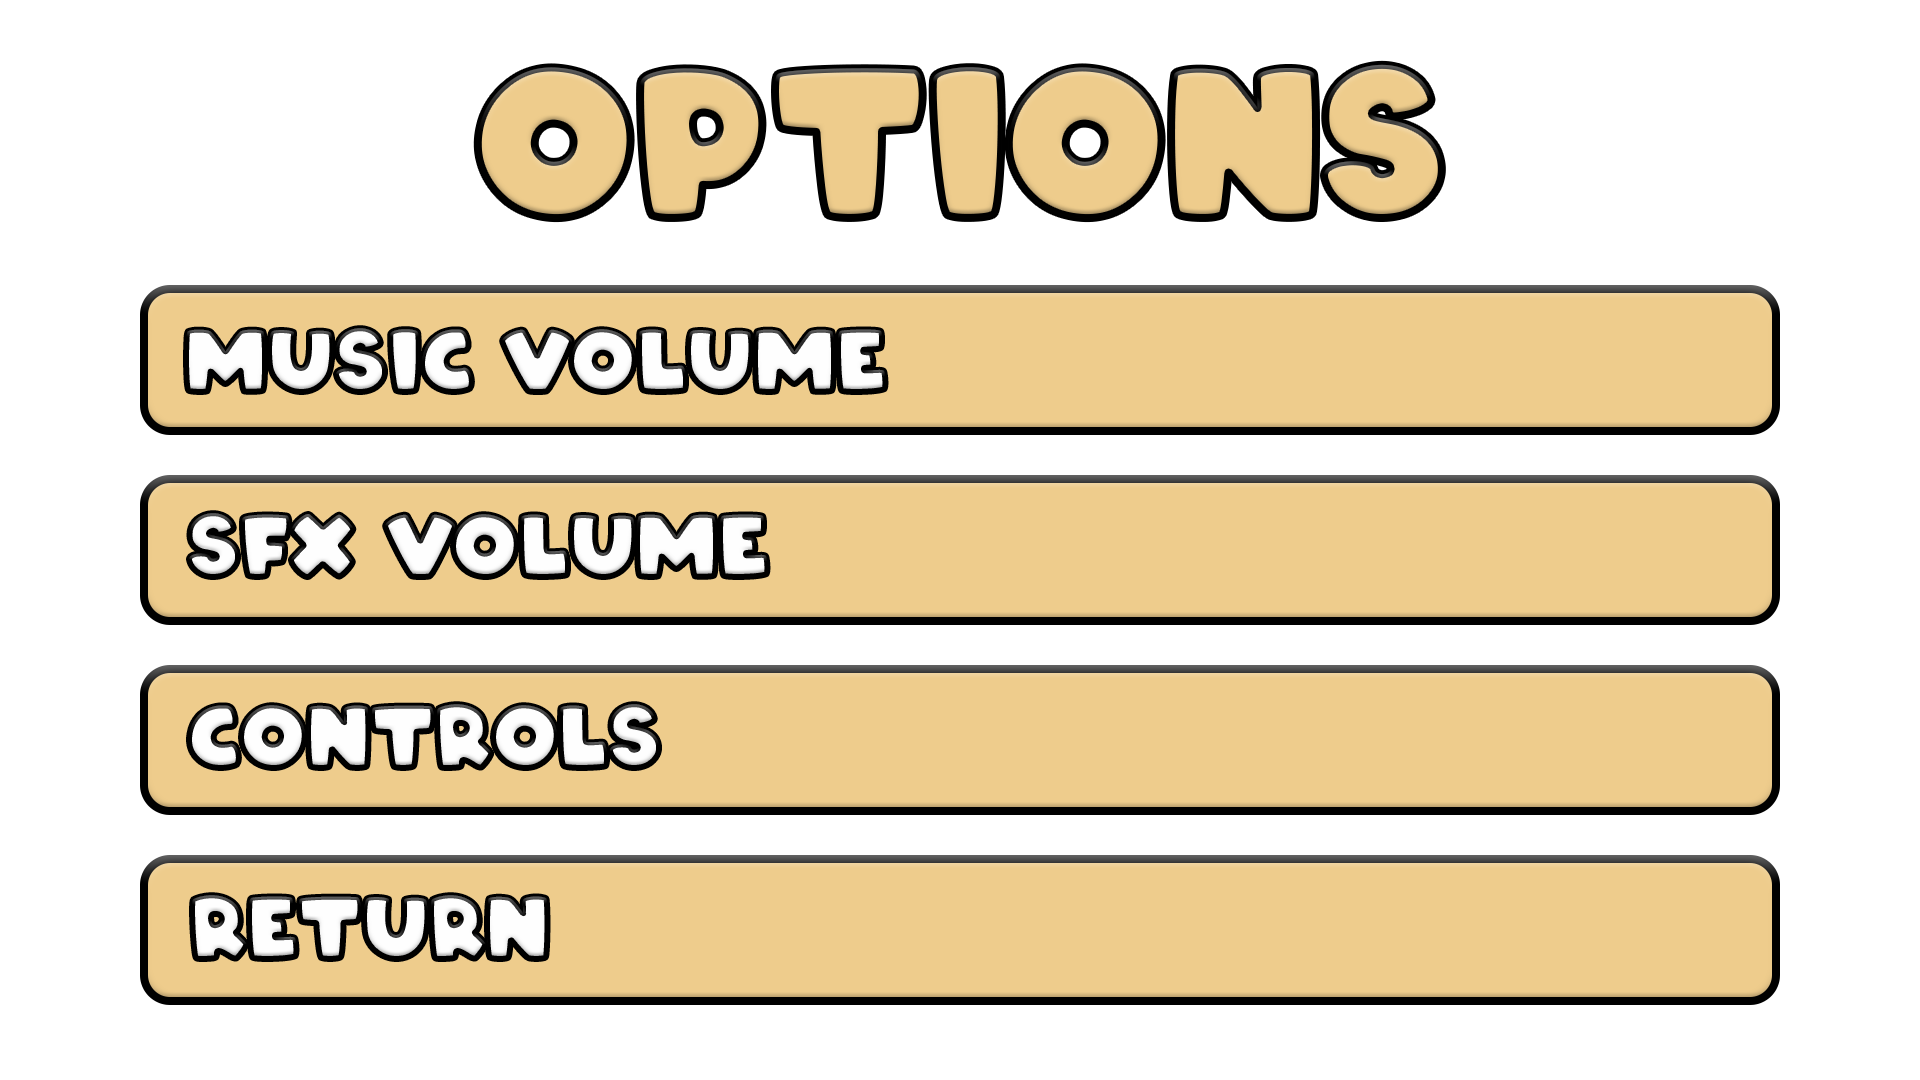 OPTIONS
MUSIC VOLUME
SFX VOLUME
CONTROLS
RETURN